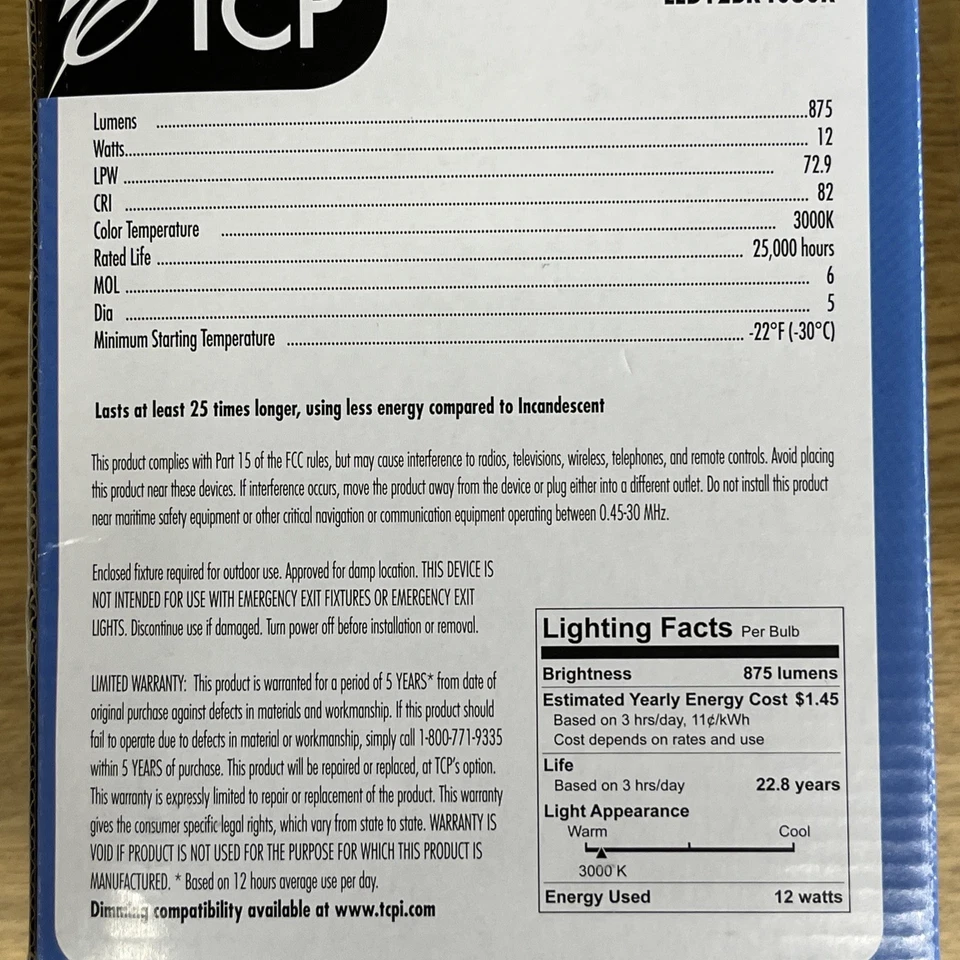 TCP
Lumens ........ 875
Watts ........ 12
LPW ........ 72.9
CRI ........ 82
Color Temperature ........ 3000K
Rated Life ........ 25,000 hours
MOL ........ 6
Dia ........ 5
Minimum Starting Temperature ........ -22°F (-30°C)
Lasts at least 25 times longer, using less energy compared to Incandescent
This product complies with Part 15 of the FCC rules, but may cause interference to radios, televisions, wireless, telephones, and remote controls. Avoid placing
this product near these devices. If interference occurs, move the product away from the device or plug either into a different outlet. Do not install this product
near maritime safety equipment or other critical navigation or communication equipment operating between 0.45-30 MHz.
Enclosed fixture required for outdoor use. Approved for damp location. THIS DEVICE IS
NOT INTENDED FOR USE WITH EMERGENCY EXIT FIXTURES OR EMERGENCY EXIT
LIGHTS. Discontinue use if damaged. Turn power off before installation or removal.
LIMITED WARRANTY: This product is warranted for a period of 5 YEARS* from date of
original purchase against defects in materials and workmanship. If this product should
fail to operate due to defects in material or workmanship, simply call 1-800-771-9335
within 5 YEARS of purchase. This product will be repaired or replaced, at TCP's option.
This warranty is expressly limited to repair or replacement of the product. This warranty
gives the consumer specific legal rights, which vary from state to state. WARRANTY IS
VOID IF PRODUCT IS NOT USED FOR THE PURPOSE FOR WHICH THIS PRODUCT IS
MANUFACTURED. * Based on 12 hours average use per day.
Dimming compatibility available at www.tcpi.com
Lighting Facts Per Bulb
Brightness 875 lumens
Estimated Yearly Energy Cost $1.45
Based on 3 hrs/day, 11¢/kWh
Cost depends on rates and use
Life
Based on 3 hrs/day 22.8 years
Light Appearance
Warm Cool
3000 K
Energy Used 12 watts